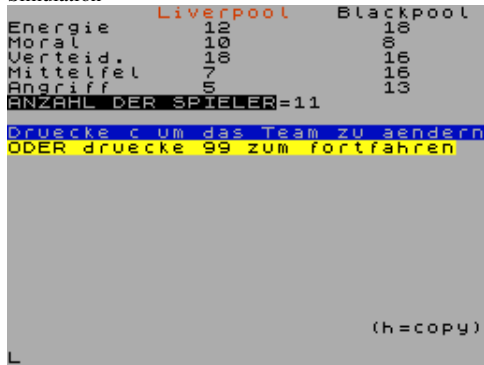 Simulation
Liverpool Blackpool
Energie 12 18
Moral 10 8
Verteid. 18 16
Mittelfel 7 16
Angriff 5 13
ANZAHL DER SPIELER=11
Druecke c um das Team zu aendern
ODER druecke 99 zum fortfahren
(h=copy)
L